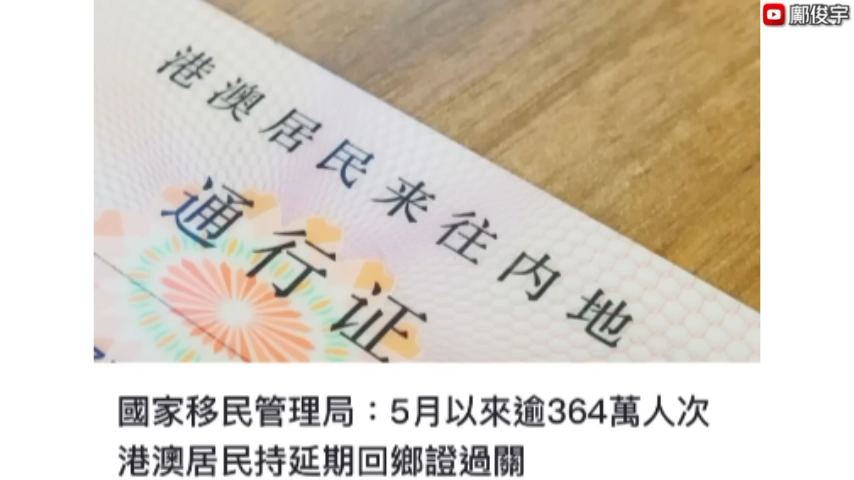 鄺俊宇
港澳居民来往内地
通行证
國家移民管理局：5月以來逾364萬人次
港澳居民持延期回鄉證過關